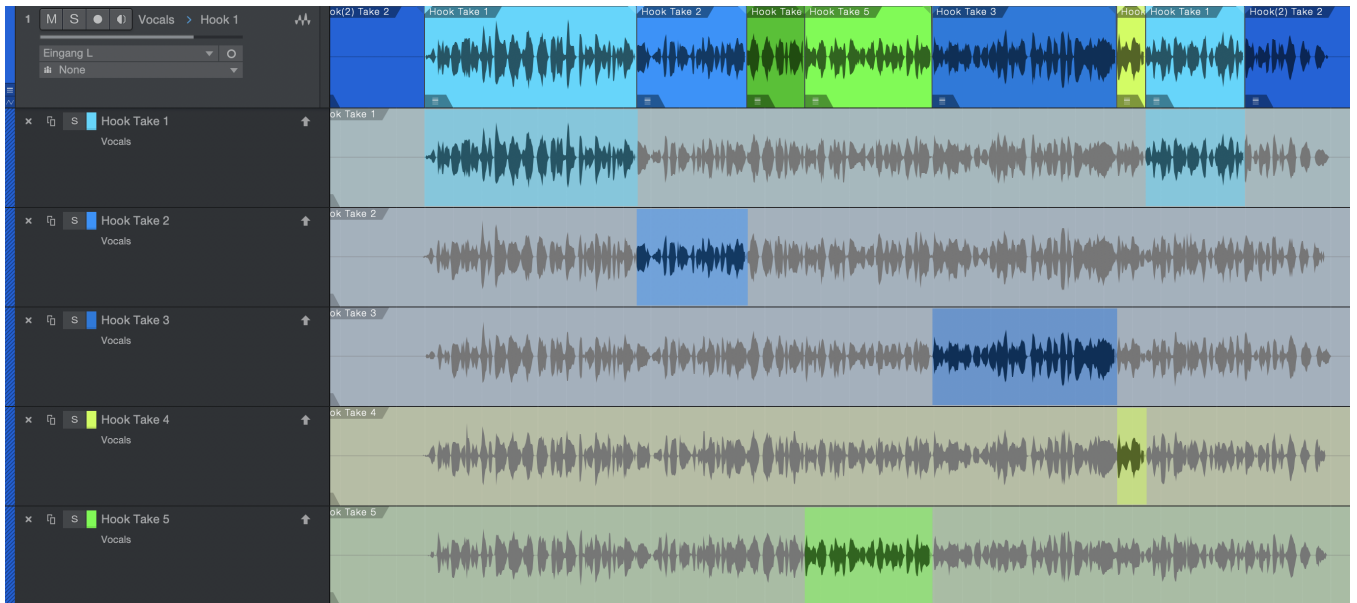 1 M S Vocals > Hook 1
Eingang L
None
ok(2) Take 2 Hook Take 1 Hook Take 2 Hook Take Hook Take 5 Hook Take 3 Hook Hook Take 1 Hook(2) Take 2
S Hook Take 1
Vocals
ok Take 1
S Hook Take 2
Vocals
ok Take 2
S Hook Take 3
Vocals
ok Take 3
S Hook Take 4
Vocals
ok Take 4
S Hook Take 5
Vocals
ok Take 5